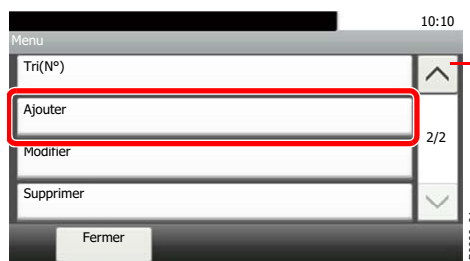 10:10
Menu
Tri(N°)
Ajouter
2/2
Modifier
Supprimer
Fermer